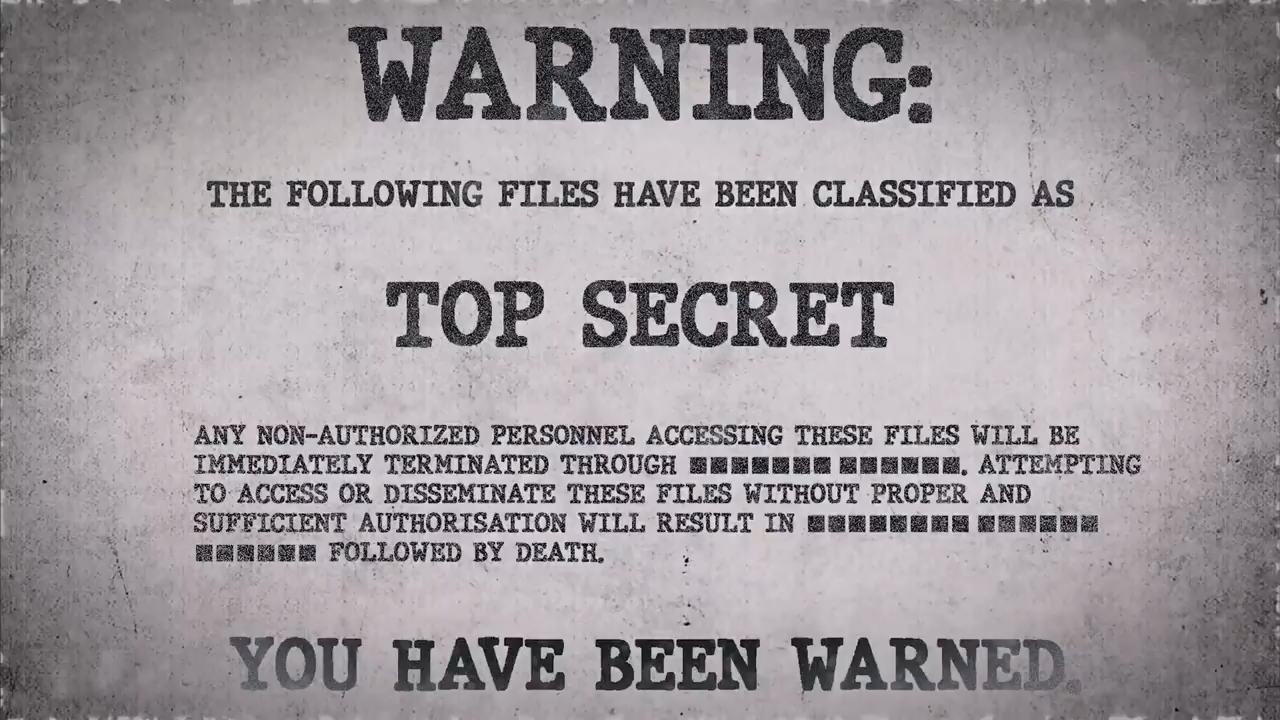 WARNING:
THE FOLLOWING FILES HAVE BEEN CLASSIFIED AS
TOP SECRET
ANY NON-AUTHORIZED PERSONNEL ACCESSING THESE FILES WILL BE
IMMEDIATELY TERMINATED THROUGH ■■■■■■■ ■■■■■■. ATTEMPTING
TO ACCESS OR DISSEMINATE THESE FILES WITHOUT PROPER AND
SUFFICIENT AUTHORISATION WILL RESULT IN ■■■■■■■■ ■■■■■■
■■■■■■ FOLLOWED BY DEATH.
YOU HAVE BEEN WARNED.